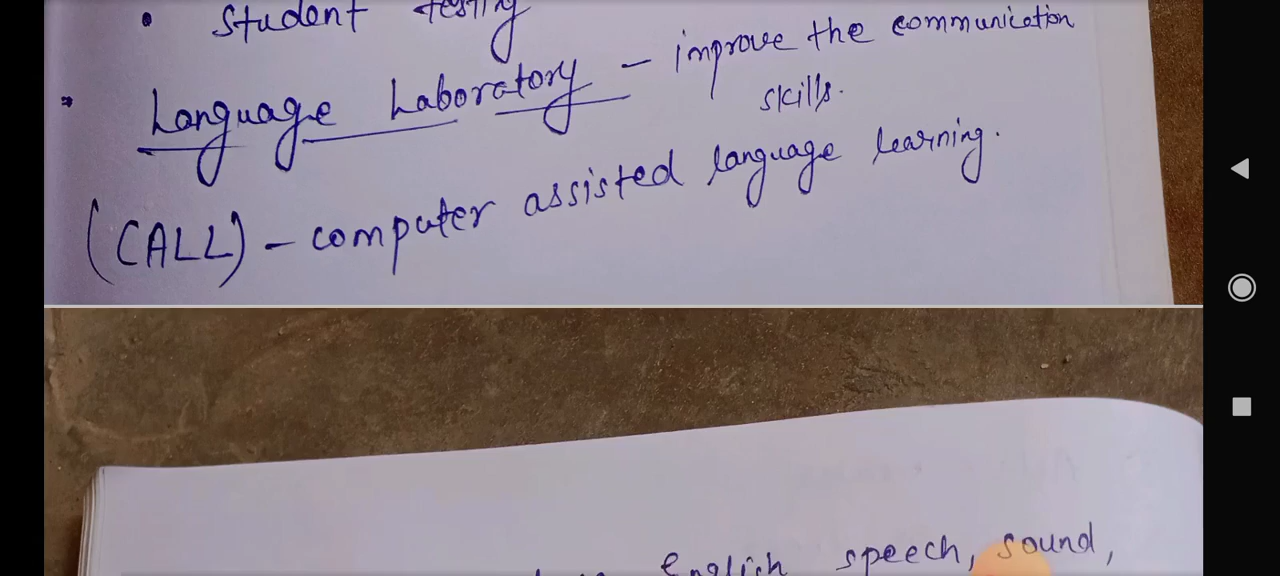 • Student testing
⇒ Language Laboratory – improve the communication
skills.
(CALL) – computer assisted language learning.
English speech, sound,